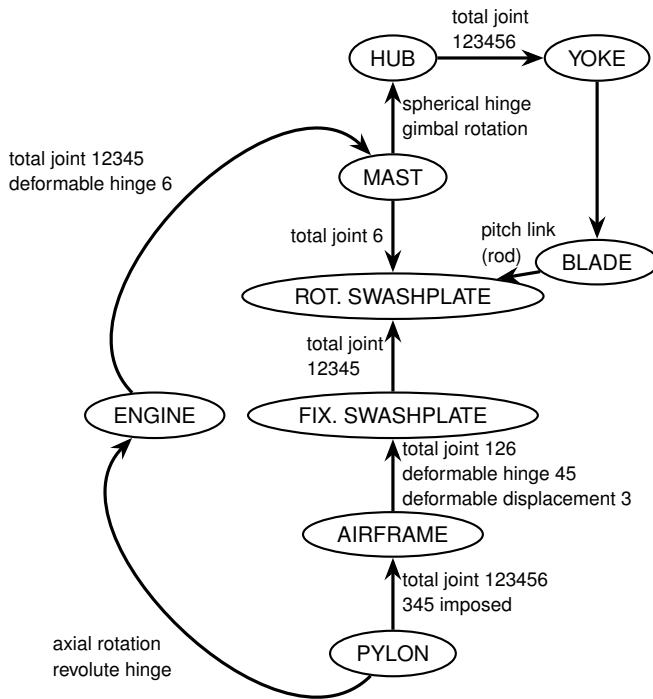 total joint
123456
HUB
YOKE
spherical hinge
gimbal rotation
total joint 12345
deformable hinge 6
MAST
total joint 6
pitch link
(rod)
BLADE
ROT. SWASHPLATE
total joint
12345
ENGINE
FIX. SWASHPLATE
total joint 126
deformable hinge 45
deformable displacement 3
AIRFRAME
total joint 123456
345 imposed
axial rotation
revolute hinge
PYLON